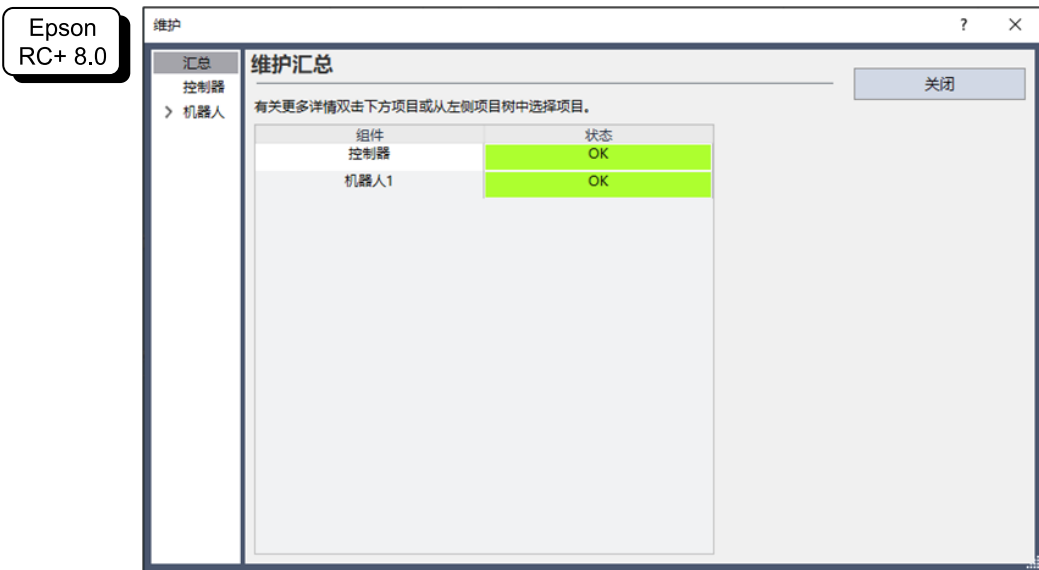 Epson
RC+ 8.0
维护
?
汇总
控制器
机器人
维护汇总
关闭
有关更多详情双击下方项目或从左侧项目树中选择项目。
组件 状态
控制器 OK
机器人1 OK